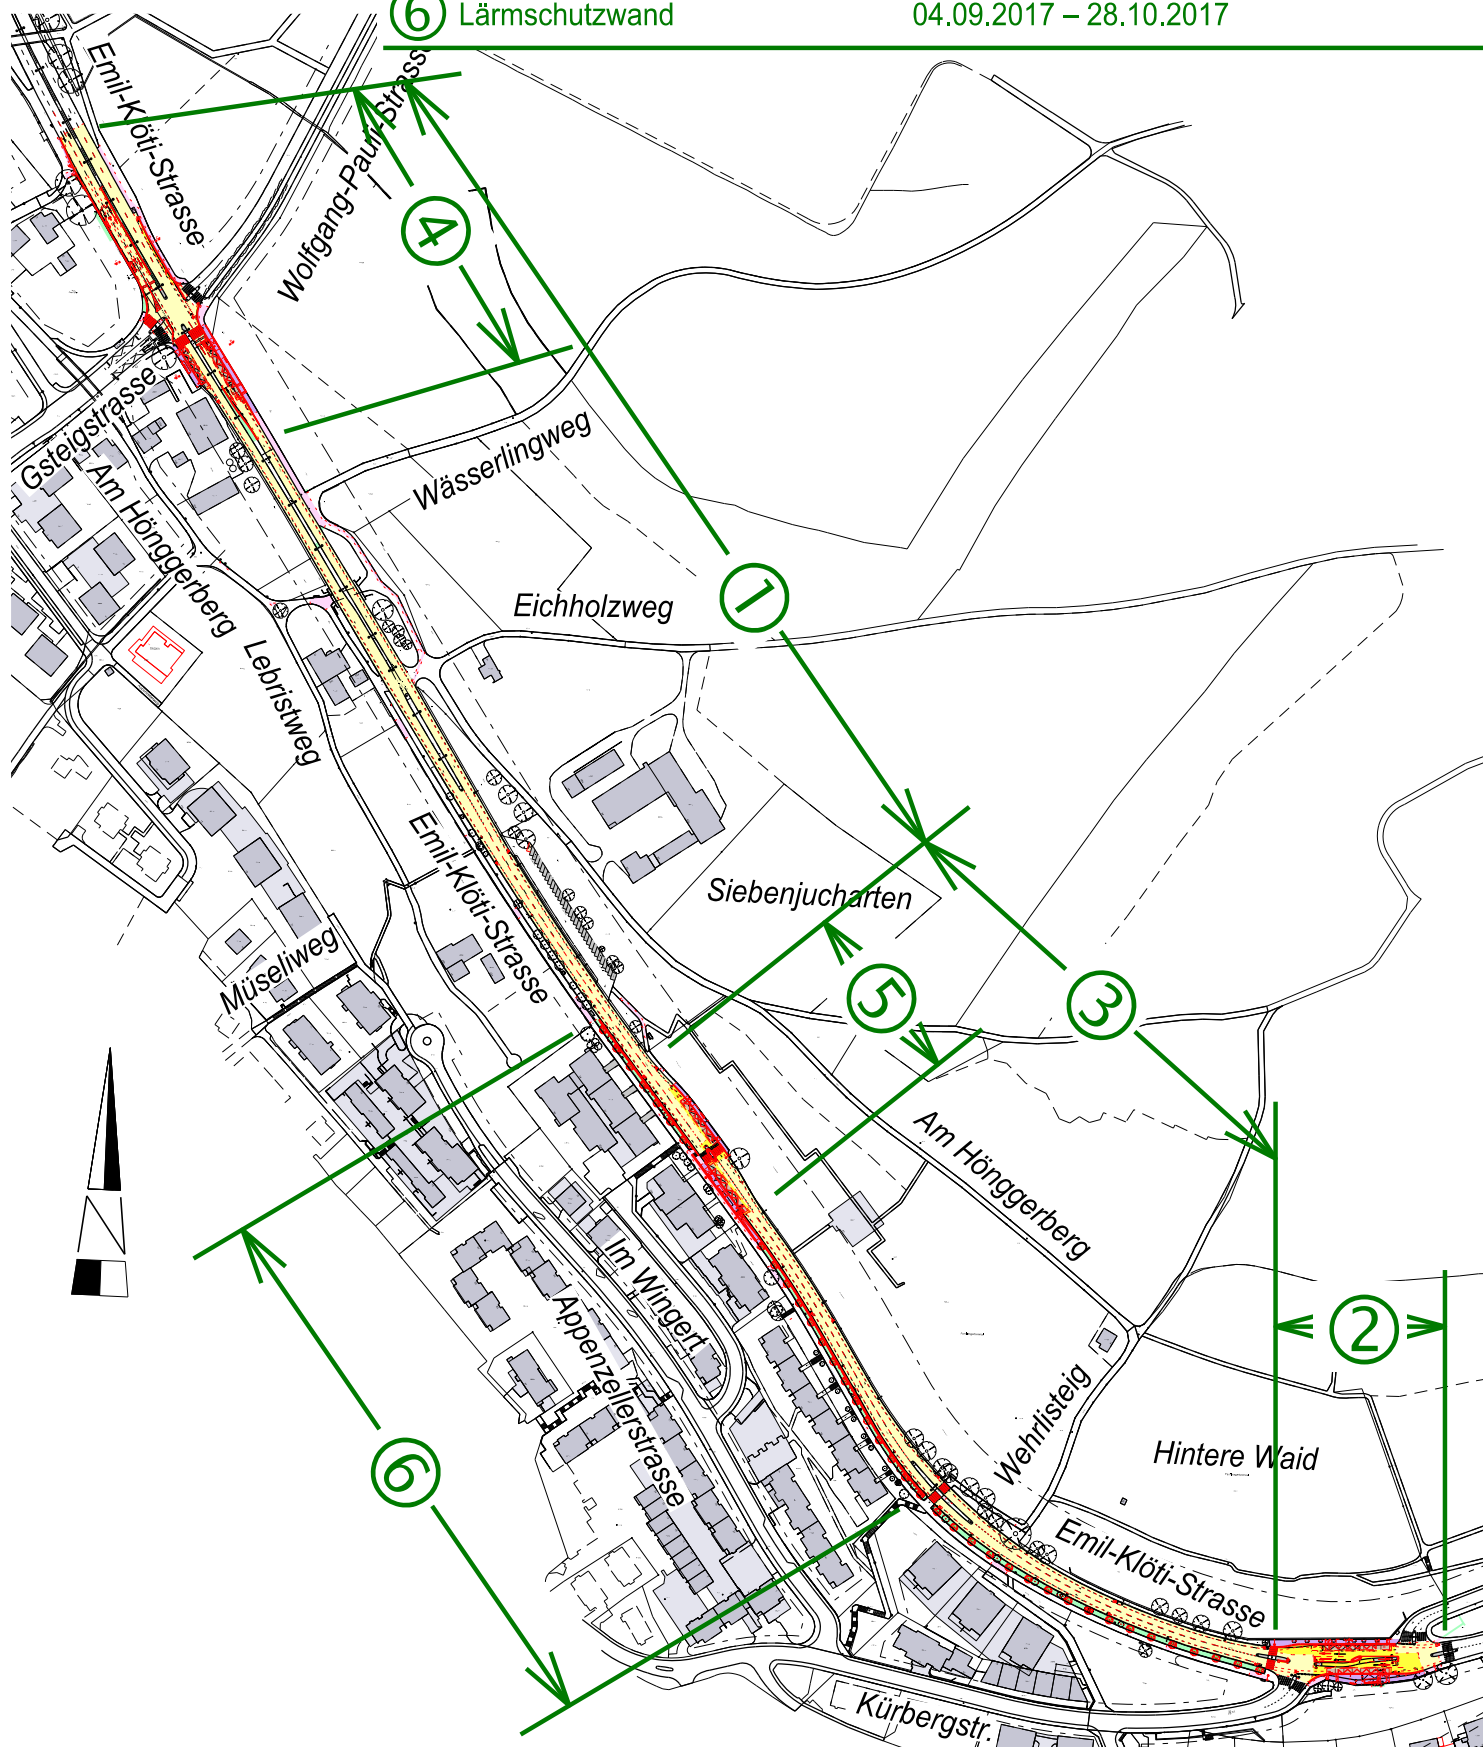 6 Lärmschutzwand 04.09.2017 – 28.10.2017
Emil-Klöti-Strasse
Wolfgang-Pauli-Strasse
4
Gsteigstrasse
Am Hönggerberg
Wässerlingweg
1
Eichholzweg
Lebristweg
Emil-Klöti-Strasse
Siebenjucharten
Müseliweg
5
3
Am Hönggerberg
Im Wingert
Appenzellerstrasse
2
6
Wehrlisteig
Hintere Waid
Emil-Klöti-Strasse
Kürbergstr.